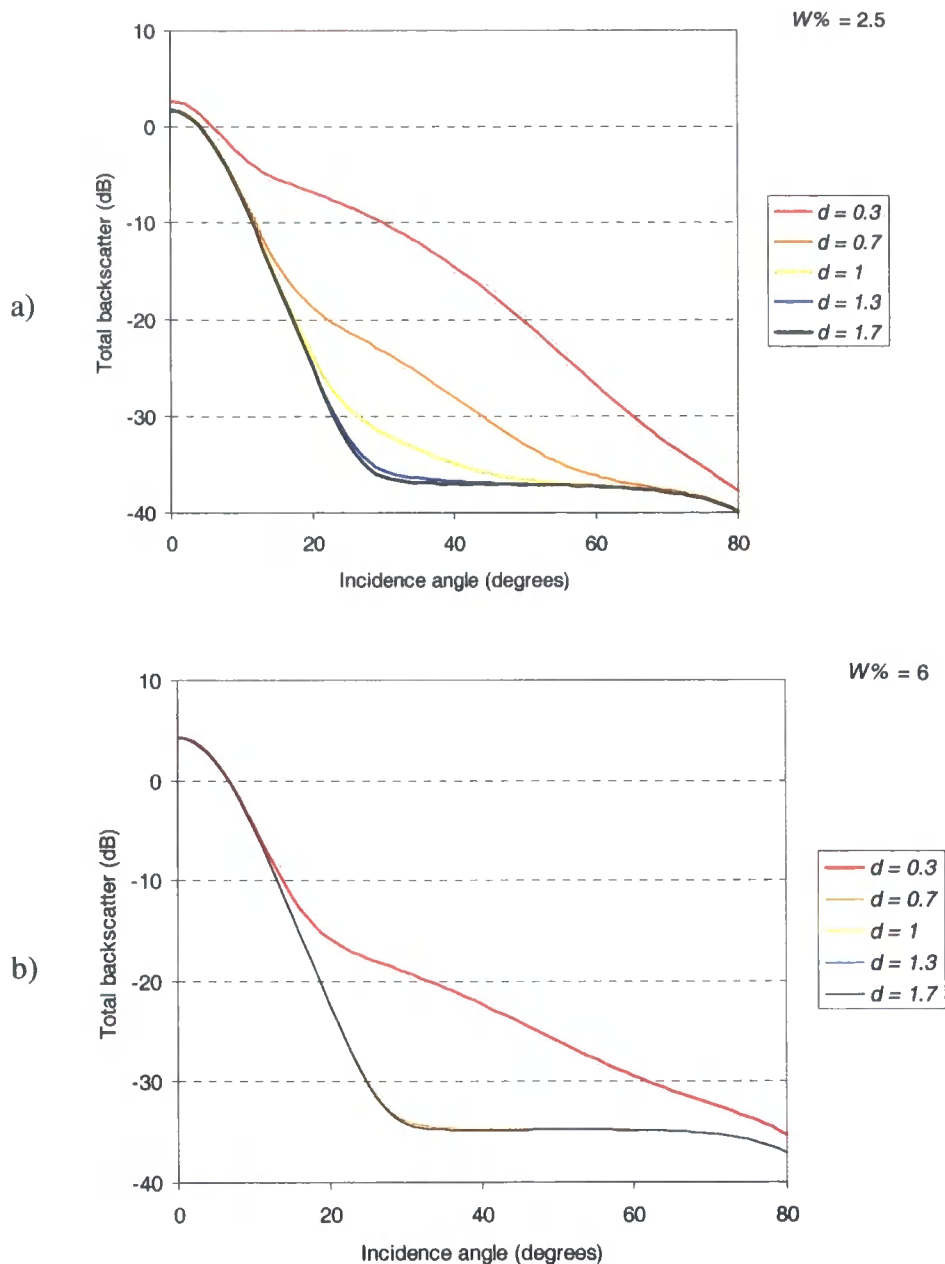 a)
W% = 2.5
Total backscatter (dB)
10
0
-10
-20
-30
-40
0
20
40
60
80
Incidence angle (degrees)
d = 0.3
d = 0.7
d = 1
d = 1.3
d = 1.7
b)
W% = 6
Total backscatter (dB)
10
0
-10
-20
-30
-40
0
20
40
60
80
Incidence angle (degrees)
d = 0.3
d = 0.7
d = 1
d = 1.3
d = 1.7